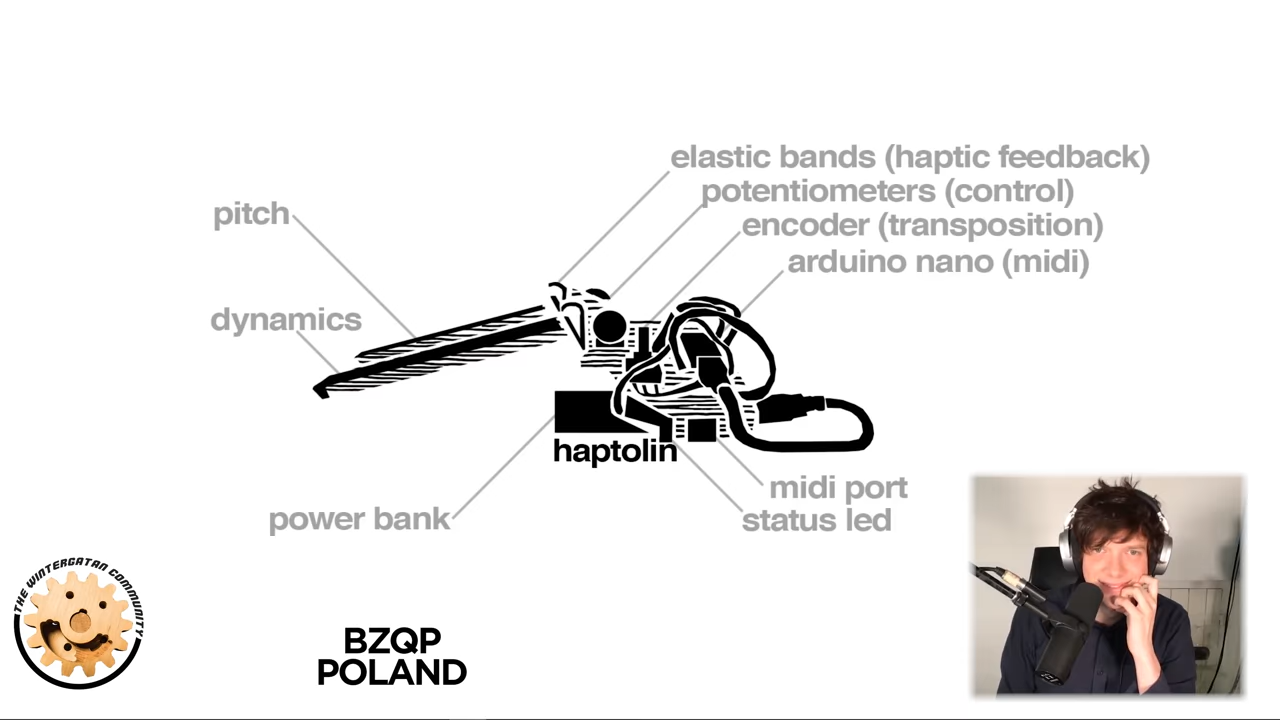 elastic bands (haptic feedback)
potentiometers (control)
pitch
encoder (transposition)
arduino nano (midi)
dynamics
haptolin
midi port
power bank
status led
THE WINTERGATAN COMMUNITY
BZQP
POLAND